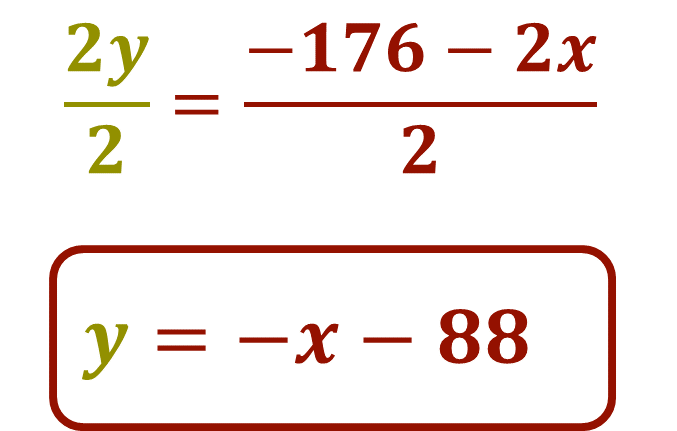 2y/2 = (−176 − 2x)/2
y = −x − 88